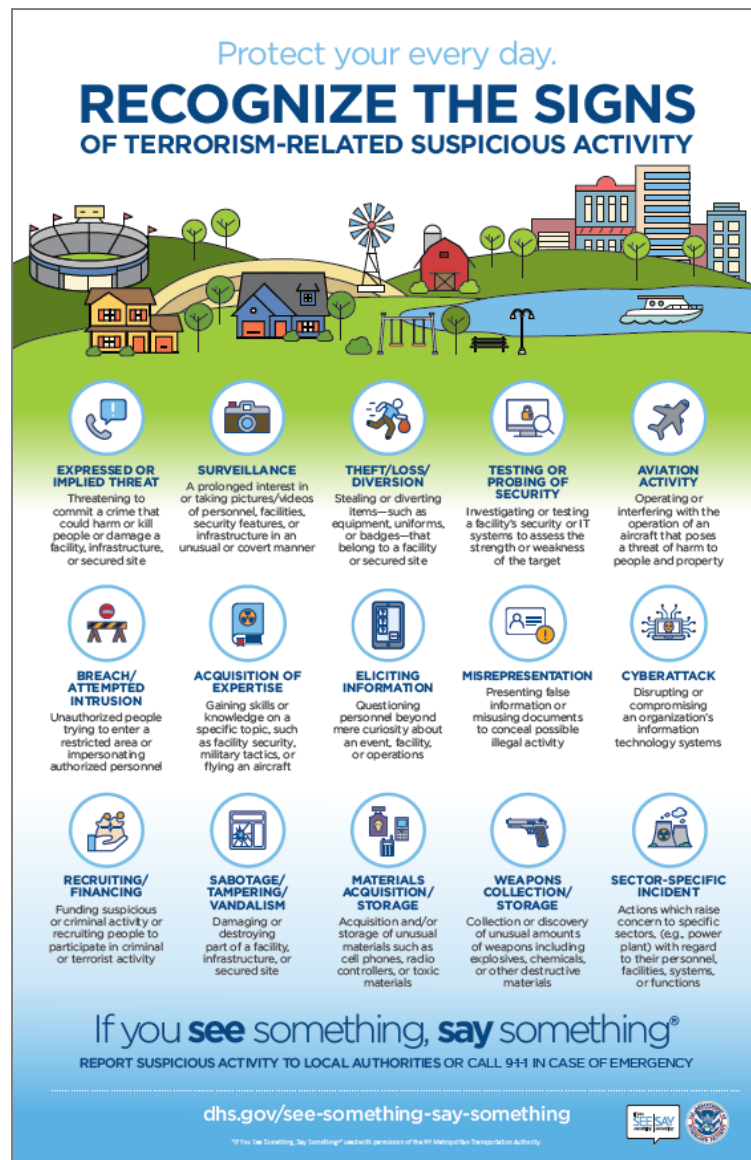 Protect your every day.
RECOGNIZE THE SIGNS
OF TERRORISM-RELATED SUSPICIOUS ACTIVITY
EXPRESSED OR
IMPLIED THREAT
Threatening to
commit a crime that
could harm or kill
people or damage a
facility, infrastructure,
or secured site
SURVEILLANCE
A prolonged interest in
or taking pictures/videos
of personnel, facilities,
security features, or
infrastructure in an
unusual or covert manner
THEFT/LOSS/
DIVERSION
Stealing or diverting
items—such as
equipment, uniforms,
or badges—that
belong to a facility
or secured site
TESTING OR
PROBING OF
SECURITY
Investigating or testing
a facility's security or IT
systems to assess the
strength or weakness
of the target
AVIATION
ACTIVITY
Operating or
interfering with the
operation of an
aircraft that poses
a threat of harm to
people and property
BREACH/
ATTEMPTED
INTRUSION
Unauthorized people
trying to enter a
restricted area or
impersonating
authorized personnel
ACQUISITION OF
EXPERTISE
Gaining skills or
knowledge on a
specific topic, such
as facility security,
military tactics, or
flying an aircraft
ELICITING
INFORMATION
Questioning
personnel beyond
mere curiosity about
an event, facility,
or operations
MISREPRESENTATION
Presenting false
information or
misusing documents
to conceal possible
illegal activity
CYBERATTACK
Disrupting or
compromising
an organization's
information
technology systems
RECRUITING/
FINANCING
Funding suspicious
or criminal activity or
recruiting people to
participate in criminal
or terrorist activity
SABOTAGE/
TAMPERING/
VANDALISM
Damaging or
destroying
part of a facility,
infrastructure, or
secured site
MATERIALS
ACQUISITION/
STORAGE
Acquisition and/or
storage of unusual
materials such as
cell phones, radio
controllers, or toxic
materials
WEAPONS
COLLECTION/
STORAGE
Collection or discovery
of unusual amounts
of weapons including
explosives, chemicals,
or other destructive
materials
SECTOR-SPECIFIC
INCIDENT
Actions which raise
concern to specific
sectors, (e.g., power
plant) with regard
to their personnel,
facilities, systems,
or functions
If you see something, say something®
REPORT SUSPICIOUS ACTIVITY TO LOCAL AUTHORITIES OR CALL 9-1-1 IN CASE OF EMERGENCY
dhs.gov/see-something-say-something
SEE SAY
"If You See Something, Say Something®" used with permission of the NY Metropolitan Transportation Authority.